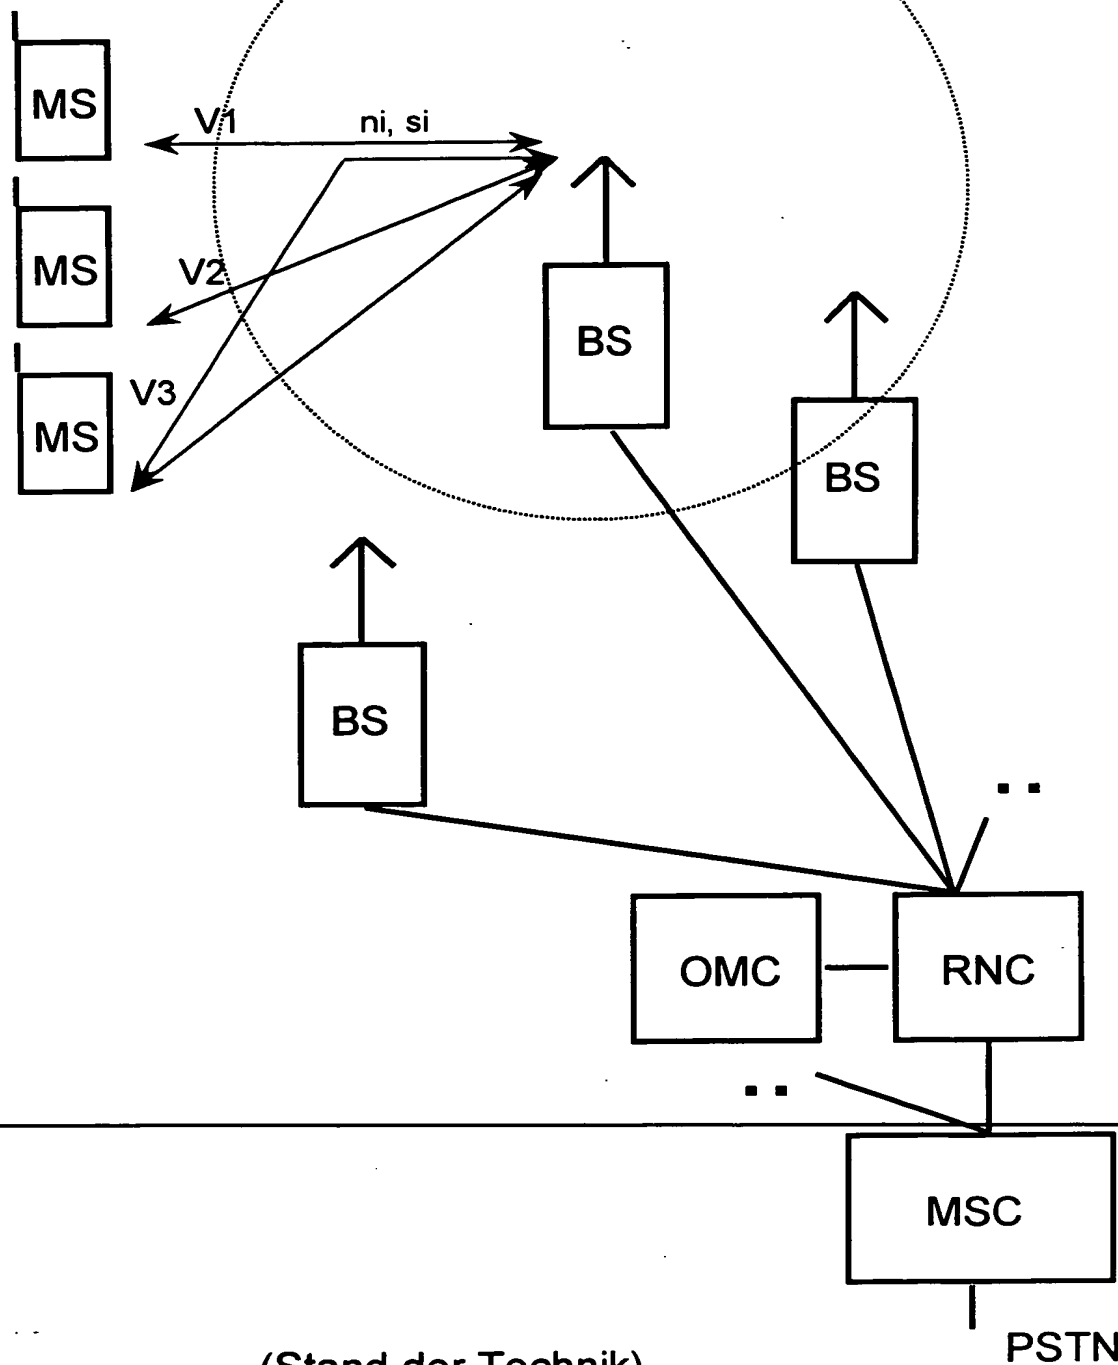 MS
V1
ni, si
MS
V2
BS
V3
MS
BS
BS
OMC
RNC
MSC
PSTN
(Stand der Technik)